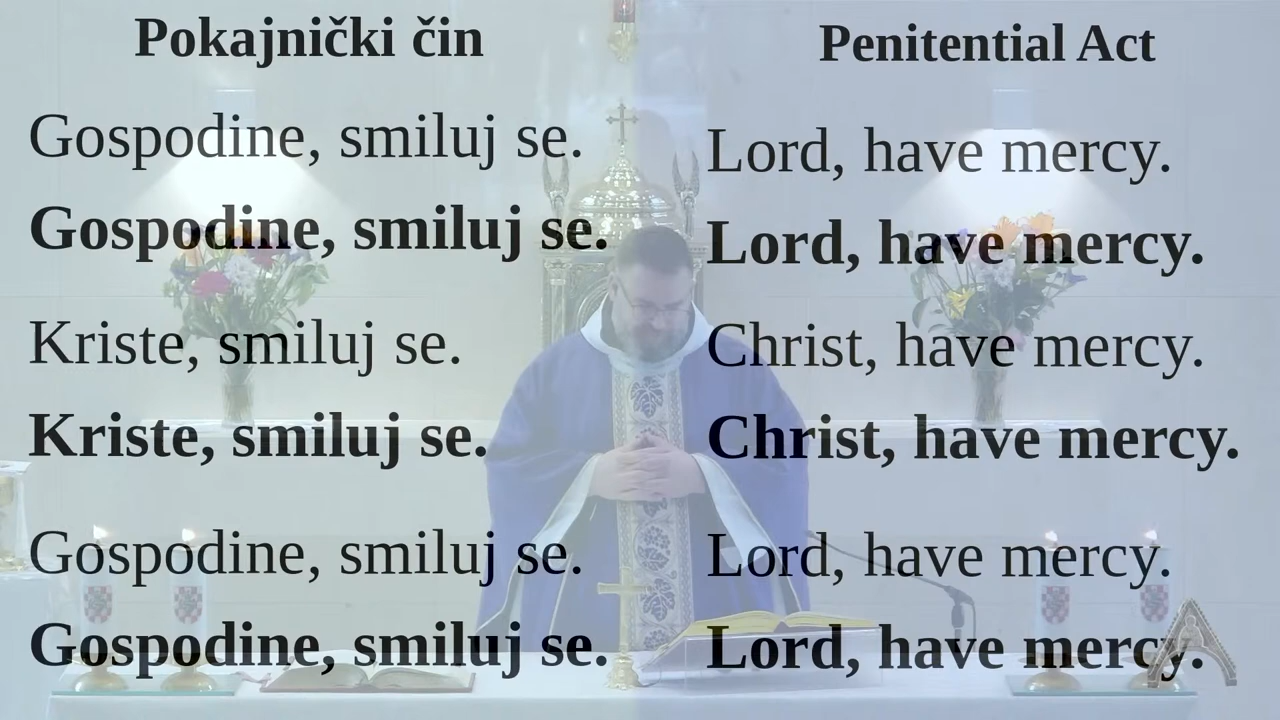 Pokajnički čin
Gospodine, smiluj se.
Gospodine, smiluj se.
Kriste, smiluj se.
Kriste, smiluj se.
Gospodine, smiluj se.
Gospodine, smiluj se.
Penitential Act
Lord, have mercy.
Lord, have mercy.
Christ, have mercy.
Christ, have mercy.
Lord, have mercy.
Lord, have mercy.